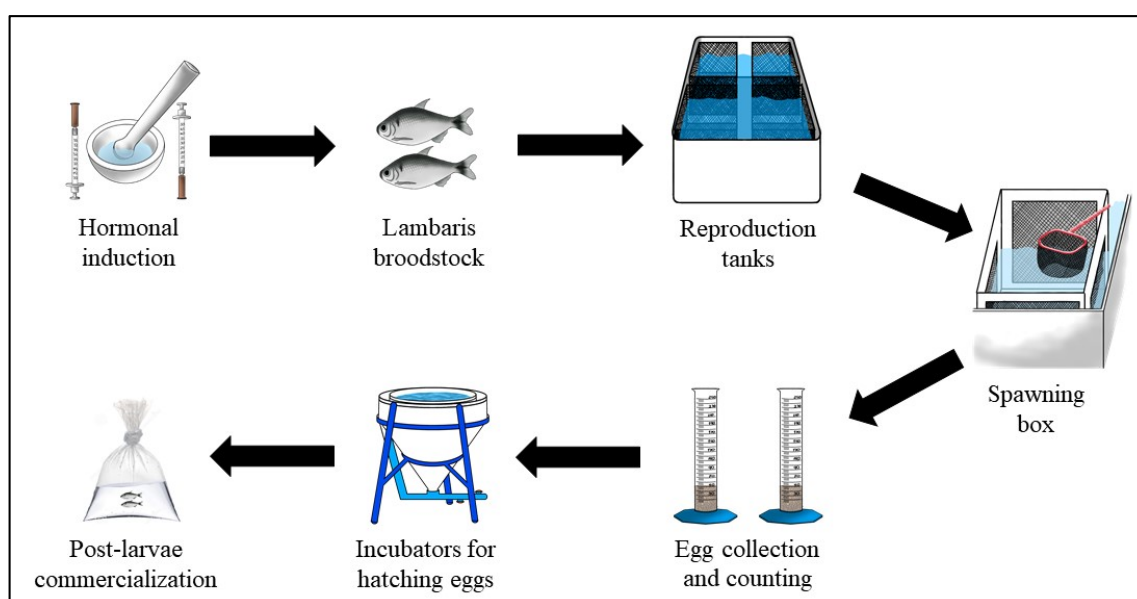 Hormonal
induction
Lambaris
broodstock
Reproduction
tanks
Spawning
box
Egg collection
and counting
Incubators for
hatching eggs
Post-larvae
commercialization